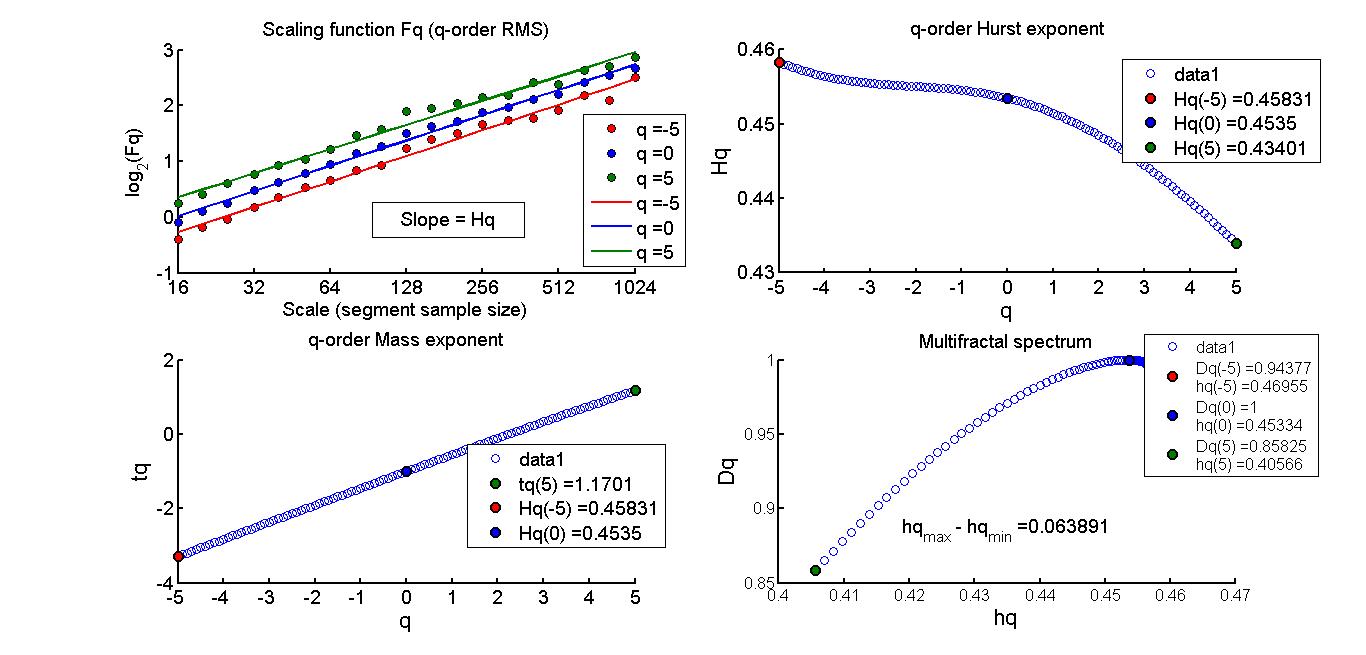 Scaling function Fq (q-order RMS)
3
2
1
0
-1
log2(Fq)
16 32 64 128 256 512 1024
Scale (segment sample size)
Slope = Hq
q =-5
q =0
q =5
q =-5
q =0
q =5
q-order Hurst exponent
0.46
0.45
0.44
0.43
Hq
-5 -4 -3 -2 -1 0 1 2 3 4 5
q
data1
Hq(-5) =0.45831
Hq(0) =0.4535
Hq(5) =0.43401
q-order Mass exponent
2
0
-2
-4
tq
-5 -4 -3 -2 -1 0 1 2 3 4 5
q
data1
tq(5) =1.1701
Hq(-5) =0.45831
Hq(0) =0.4535
Multifractal spectrum
1
0.95
0.9
0.85
Dq
0.4 0.41 0.42 0.43 0.44 0.45 0.46 0.47
hq
hqmax - hqmin =0.063891
data1
Dq(-5) =0.94377
hq(-5) =0.46955
Dq(0) =1
hq(0) =0.45334
Dq(5) =0.85825
hq(5) =0.40566